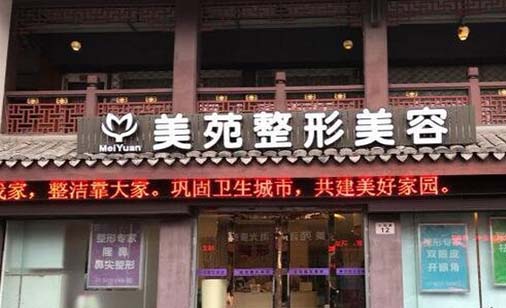 美苑整形美容
MeiYuan
我家，整洁靠大家。巩固卫生城市，共建美好家园。
12
整形专家
隆鼻
鼻尖整形
整形专家
双眼皮
开眼角